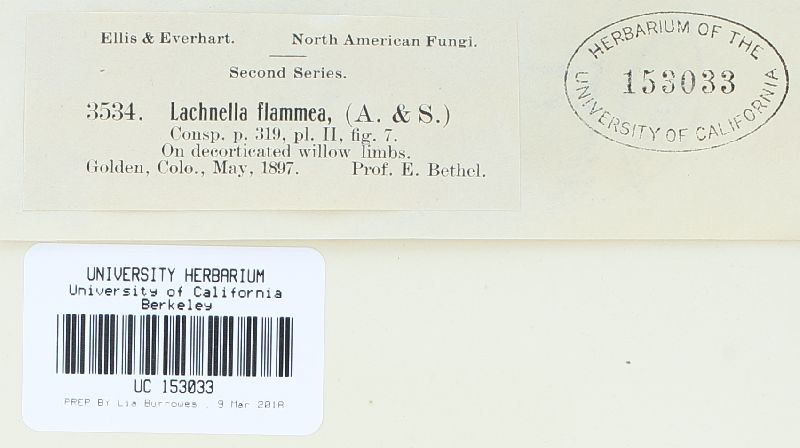 Ellis & Everhart. North American Fungi.
Second Series.
3534. Lachnella flammea, (A. & S.)
Consp. p. 319, pl. II, fig. 7.
On decorticated willow limbs.
Golden, Colo., May, 1897. Prof. E. Bethel.
HERBARIUM OF THE
153033
UNIVERSITY OF CALIFORNIA
UNIVERSITY HERBARIUM
University of California
Berkeley
UC 153033
PREP BY Lia Burrowes , 9 Mar 2018